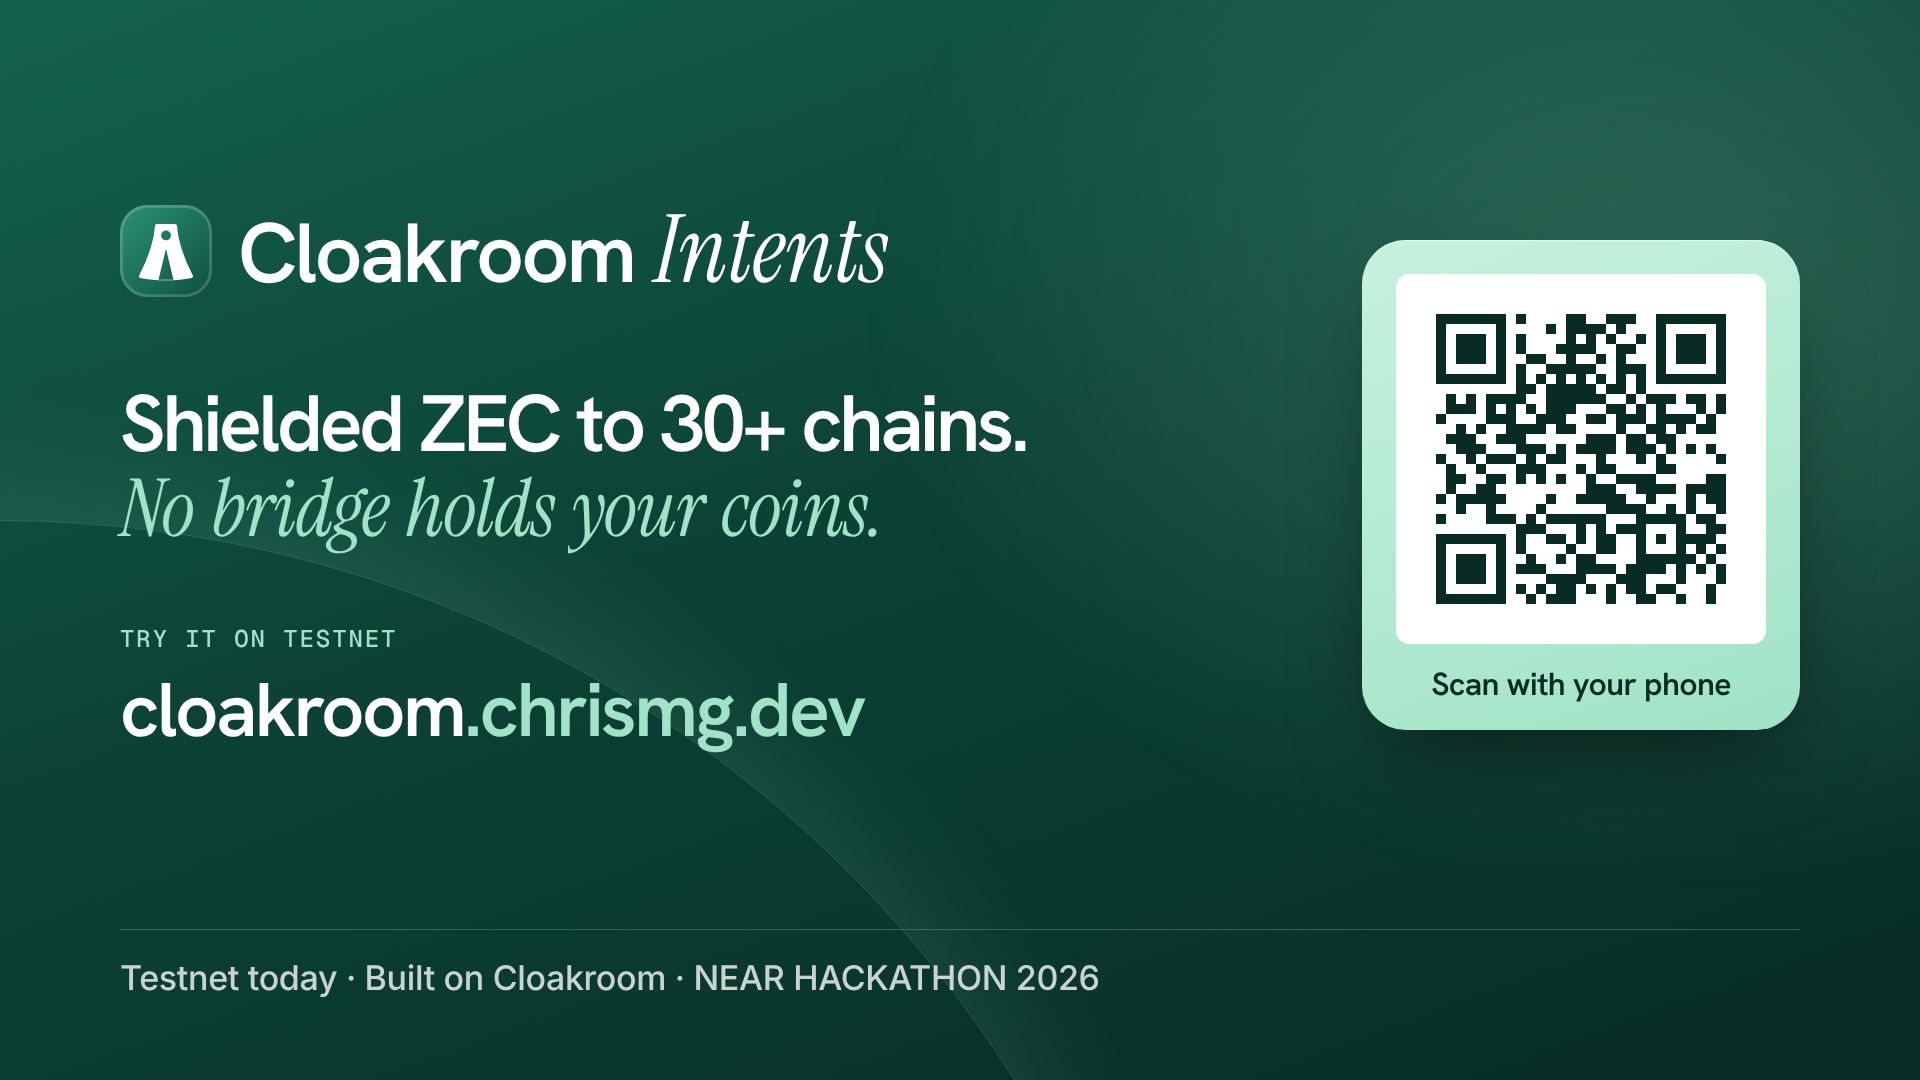 Cloakroom Intents
Shielded ZEC to 30+ chains.
No bridge holds your coins.
TRY IT ON TESTNET
cloakroom.chrismg.dev
Scan with your phone
Testnet today · Built on Cloakroom · NEAR HACKATHON 2026